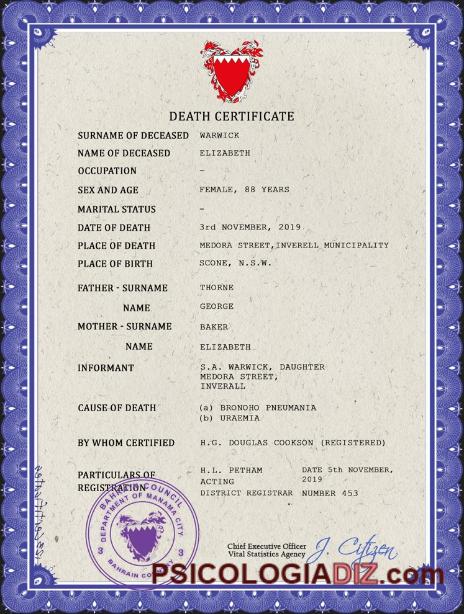 DEATH CERTIFICATE
SURNAME OF DECEASED WARWICK
NAME OF DECEASED ELIZABETH
OCCUPATION –
SEX AND AGE FEMALE, 88 YEARS
MARITAL STATUS –
DATE OF DEATH 3rd NOVEMBER, 2019
PLACE OF DEATH MEDORA STREET,INVERELL MUNICIPALITY
PLACE OF BIRTH SCONE, N.S.W.
FATHER - SURNAME THORNE
NAME GEORGE
MOTHER - SURNAME BAKER
NAME ELIZABETH
INFORMANT S.A. WARWICK, DAUGHTER
MEDORA STREET,
INVERALL
CAUSE OF DEATH (a) BRONOHO PNEUMANIA
(b) URAEMIA
BY WHOM CERTIFIED H.G. DOUGLAS COOKSON (REGISTERED)
PARTICULARS OF REGISTRATION
H.L. PETHAM DATE 5th NOVEMBER,
ACTING 2019
DISTRICT REGISTRAR NUMBER 453
BAHRAIN COUNCIL
DEPARTMENT OF MANAMA CITY
3 3
BAHRAIN
Chief Executive Officer
Vital Statistics Agency
J. Citizen
PSICOLOGIADIZ.com